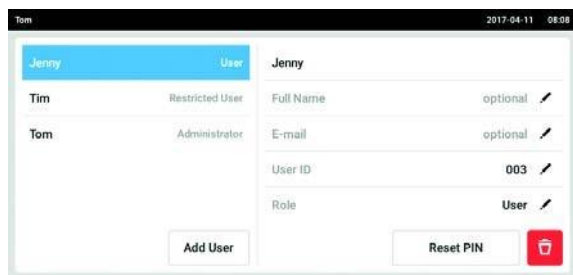 Tom 2017-04-11 08:08
Jenny User
Tim Restricted User
Tom Administrator
Add User
Jenny
Full Name optional
E-mail optional
User ID 003
Role User
Reset PIN